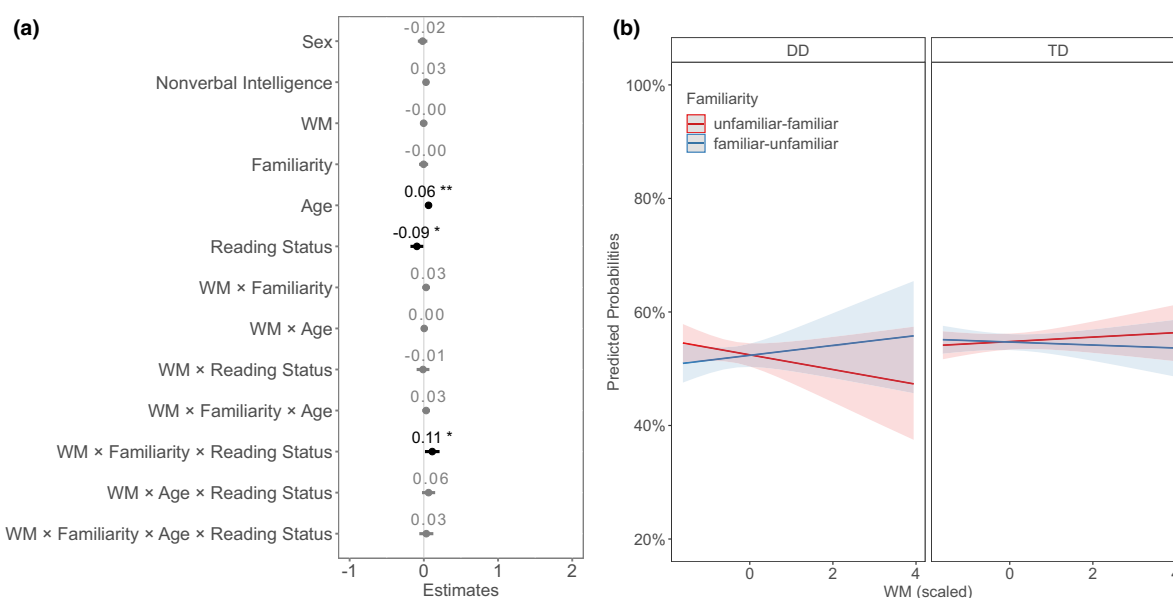 (a)
Sex
-0.02
Nonverbal Intelligence
0.03
WM
-0.00
Familiarity
-0.00
Age
0.06 **
Reading Status
-0.09 *
WM × Familiarity
0.03
WM × Age
0.00
WM × Reading Status
-0.01
WM × Familiarity × Age
0.03
WM × Familiarity × Reading Status
0.11 *
WM × Age × Reading Status
0.06
WM × Familiarity × Age × Reading Status
0.03
-1 0 1 2
Estimates
(b)
DD TD
Familiarity
unfamiliar-familiar
familiar-unfamiliar
Predicted Probabilities
100%
80%
60%
40%
20%
0 2 4 0 2 4
WM (scaled)